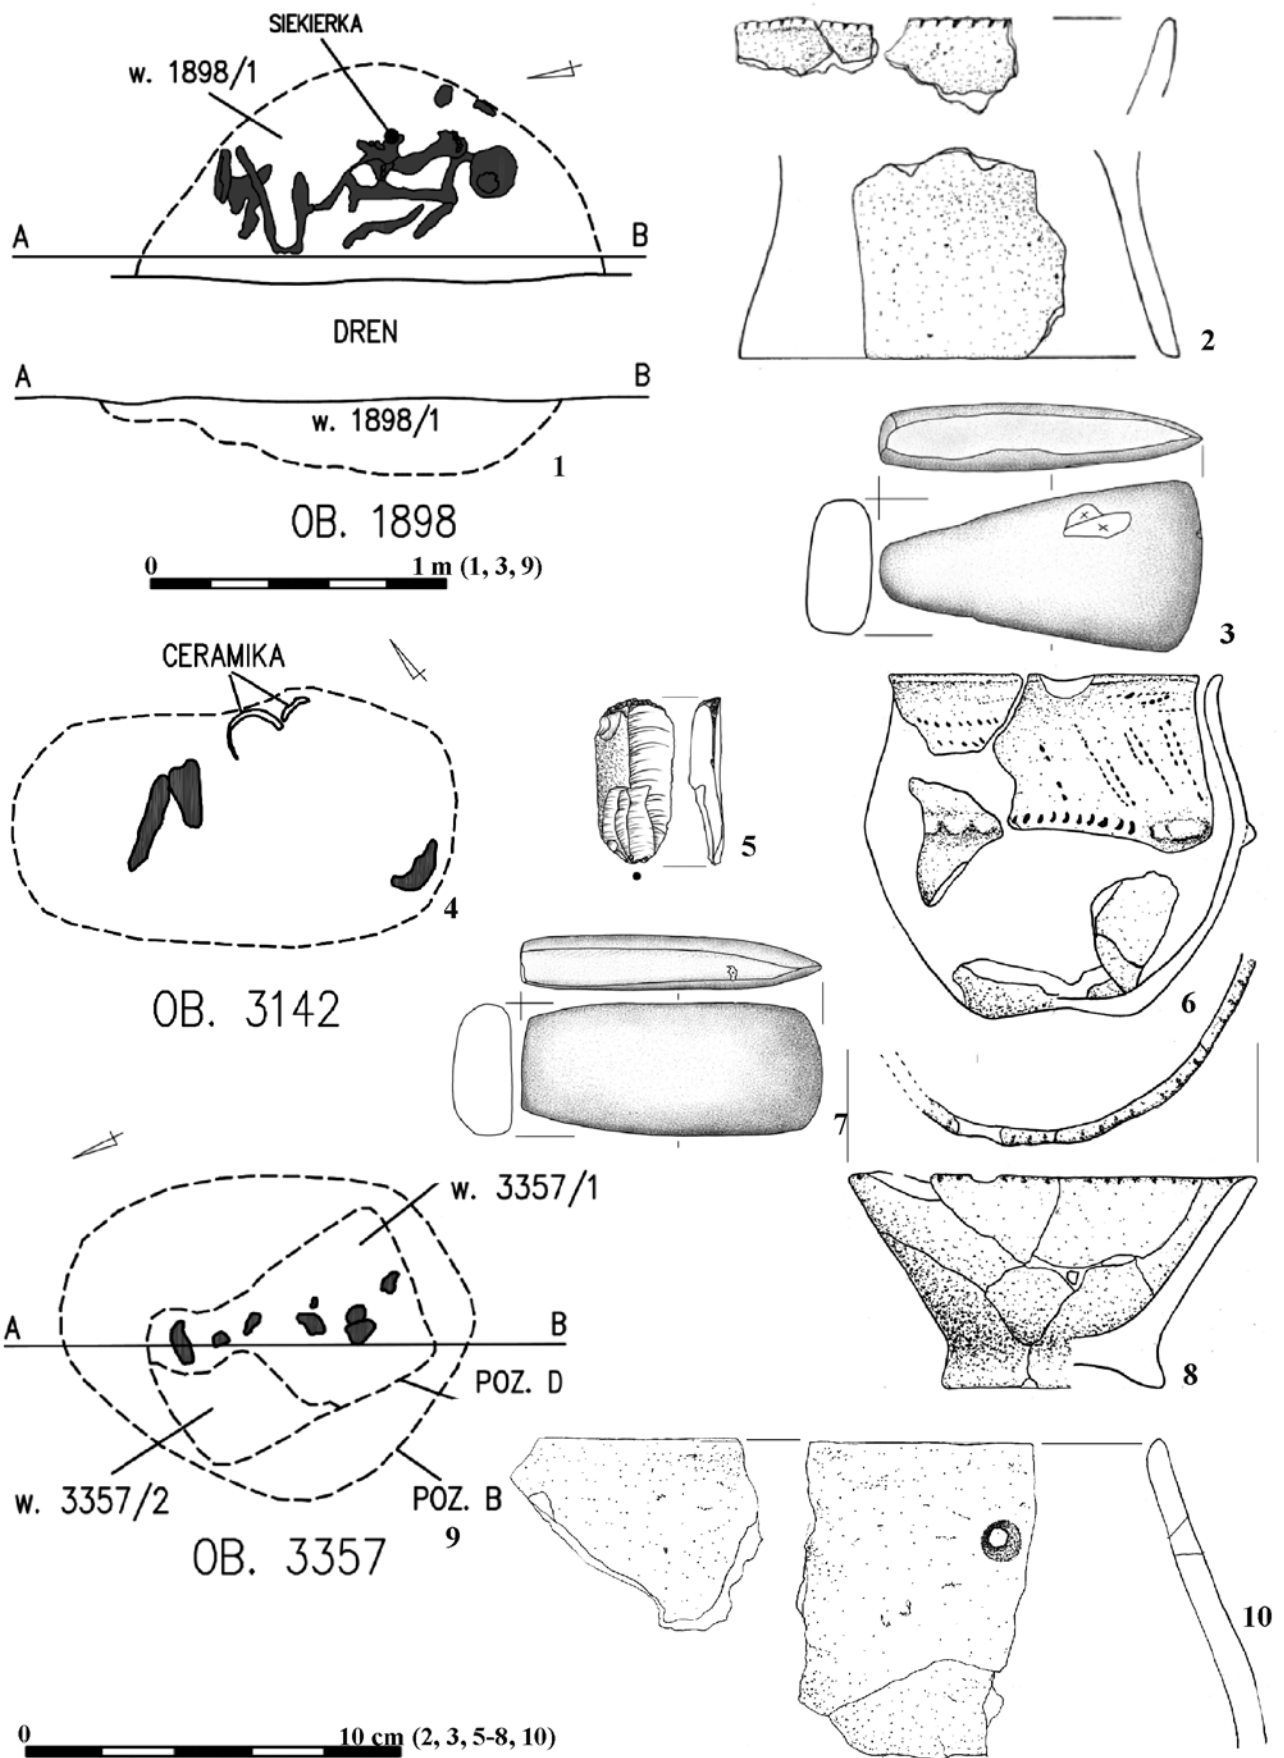 SIEKIERKA
w. 1898/1
A B
DREN
A B
w. 1898/1
1
OB. 1898
0 1 m (1, 3, 9)
2
3
CERAMIKA
4
OB. 3142
5
6
7
w. 3357/1
A B
POZ. D
w. 3357/2
POZ. B
9
OB. 3357
8
10
0 10 cm (2, 3, 5-8, 10)